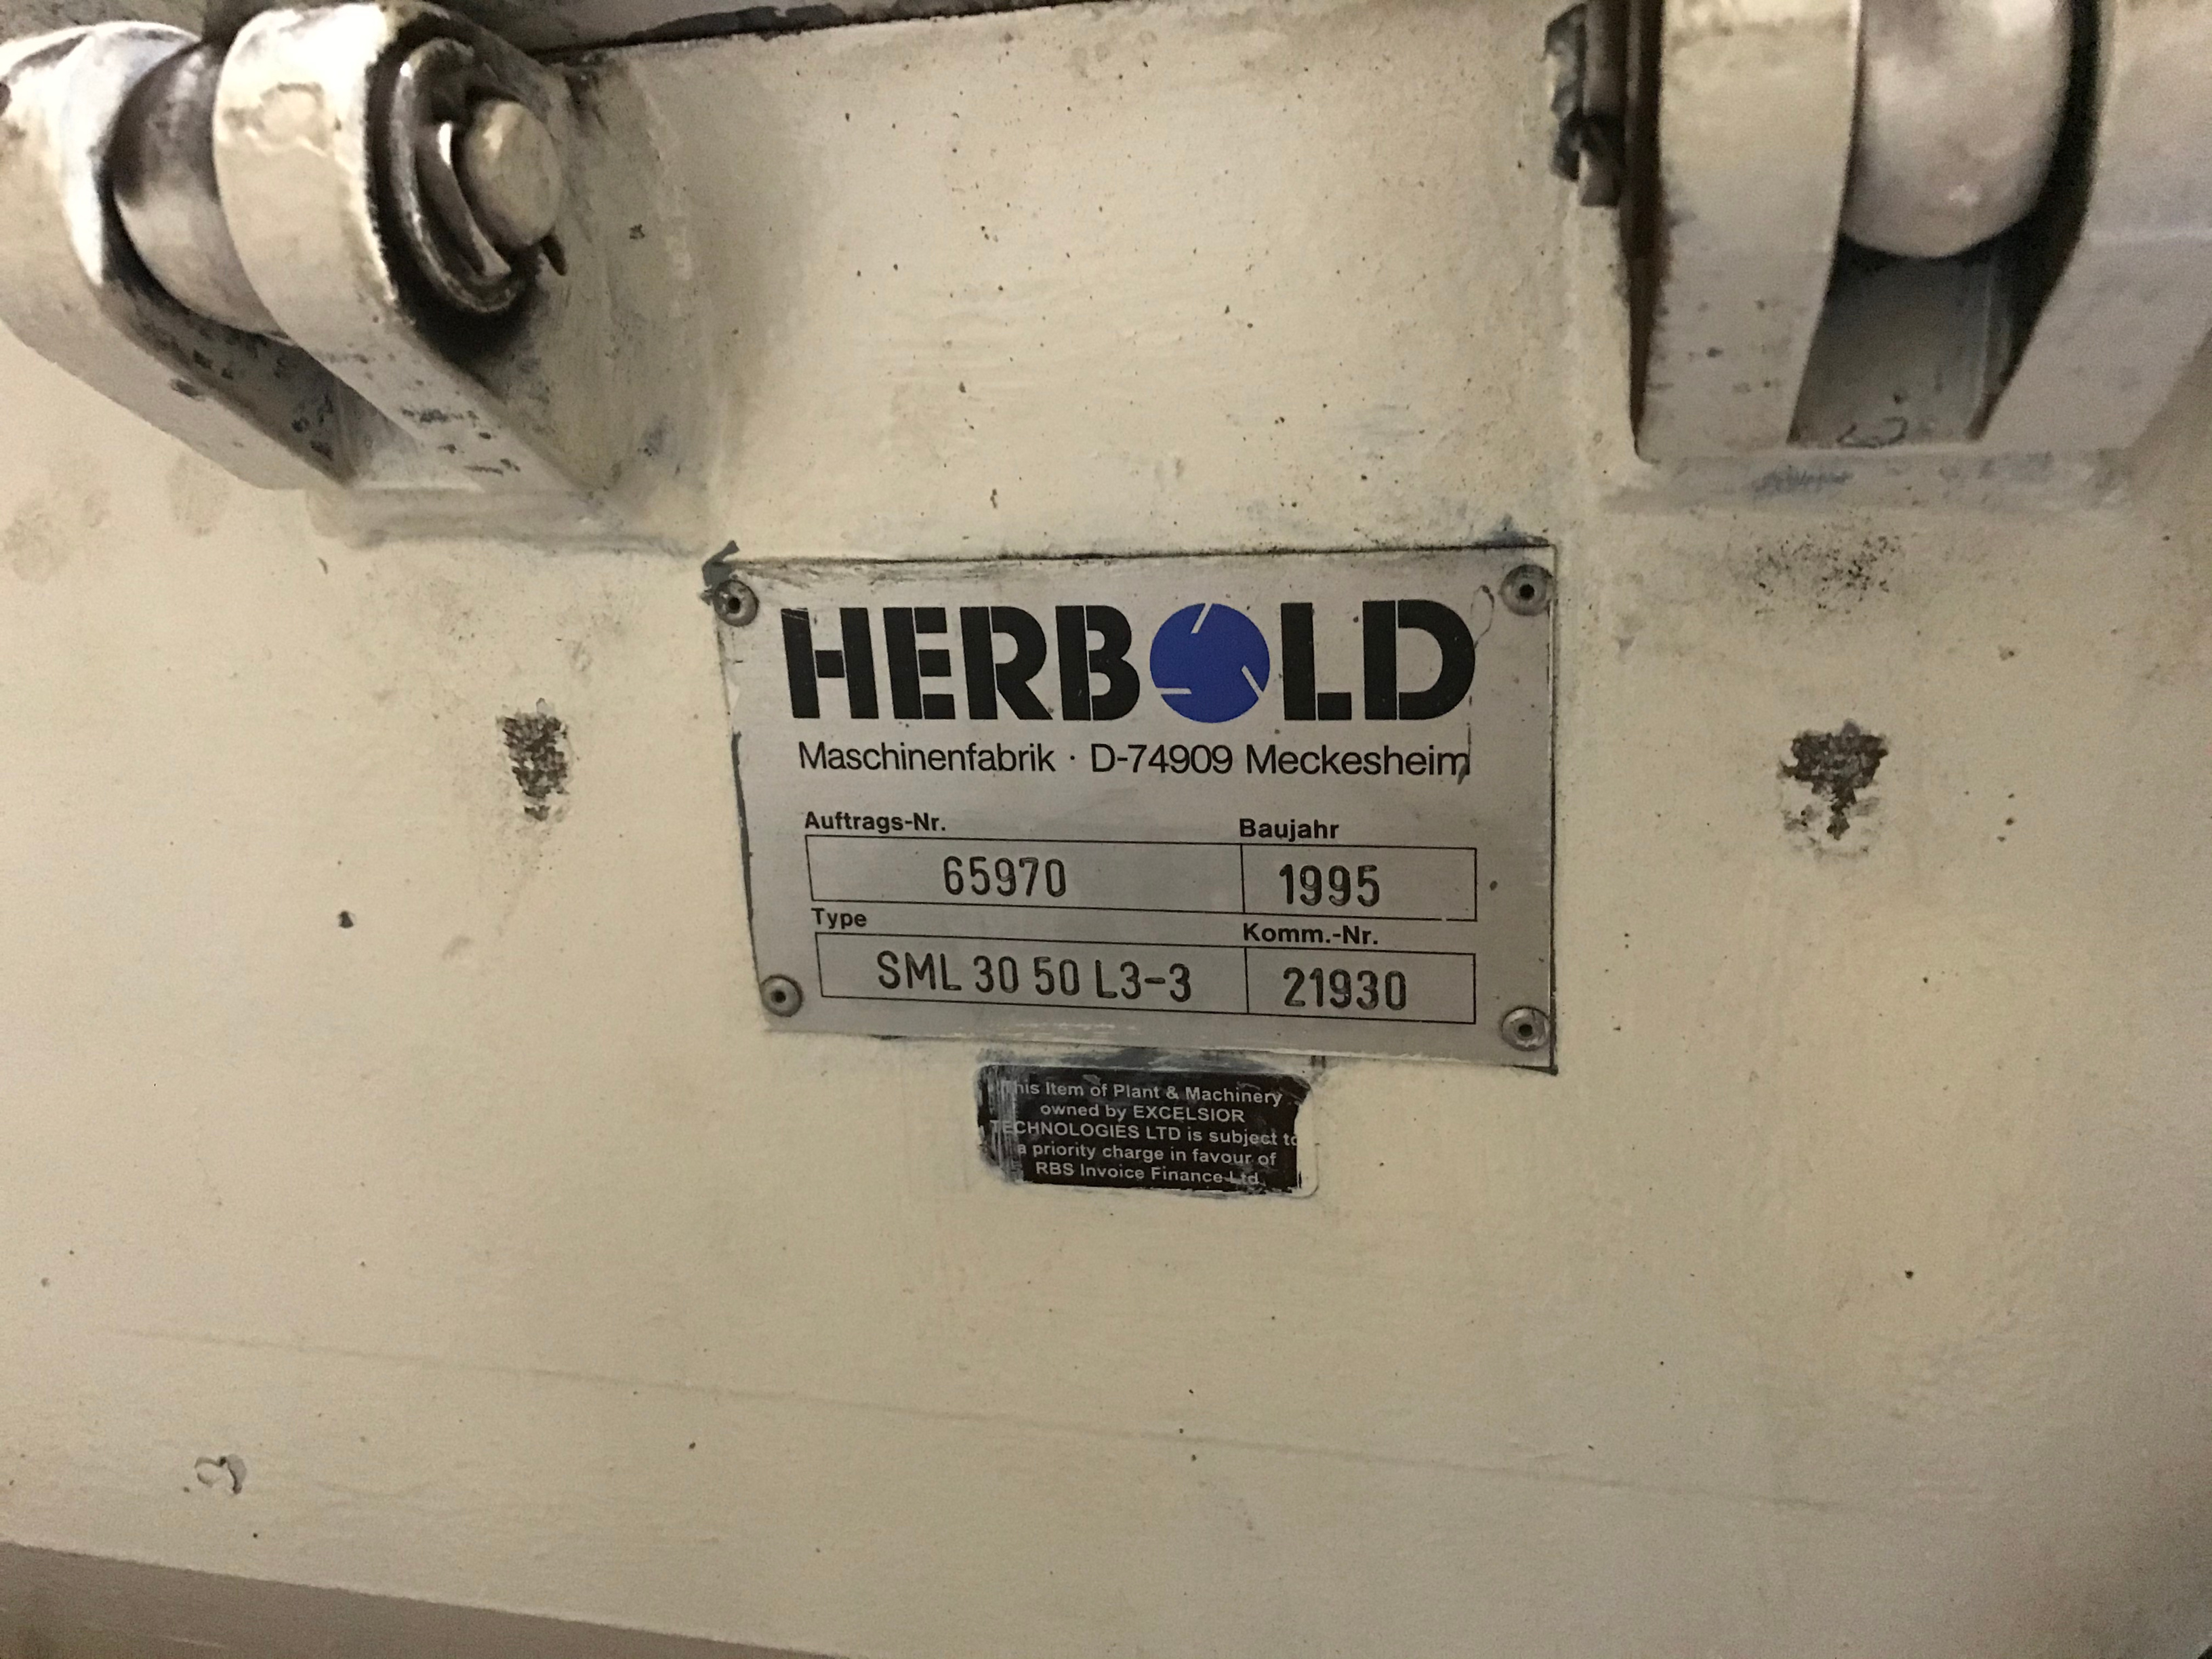 HERBOLD
Maschinenfabrik · D-74909 Meckesheim
Auftrags-Nr. Baujahr
65970 1995
Type Komm.-Nr.
SML 30 50 L3-3 21930
This Item of Plant & Machinery
owned by EXCELSIOR
TECHNOLOGIES LTD is subject to
a priority charge in favour of
RBS Invoice Finance Ltd.